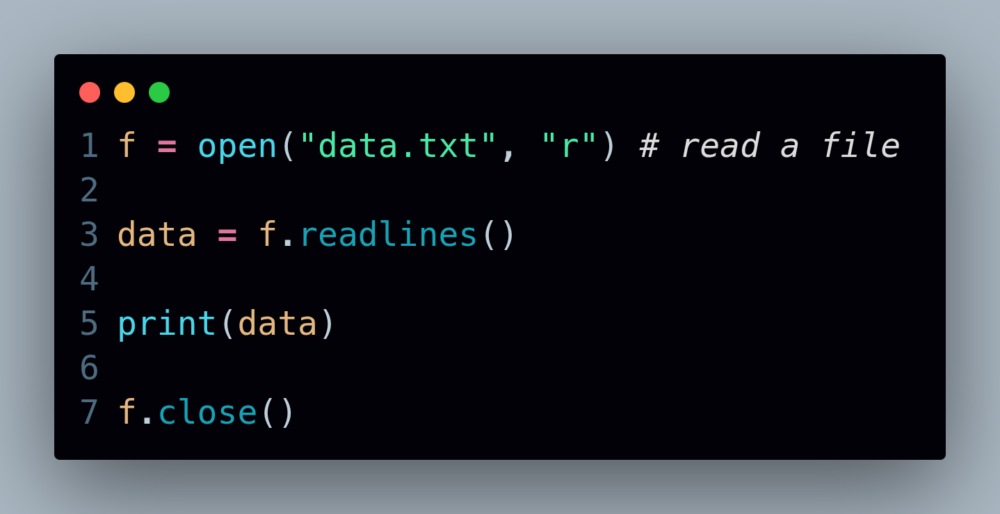 1 f = open("data.txt", "r") # read a file
2
3 data = f.readlines()
4
5 print(data)
6
7 f.close()